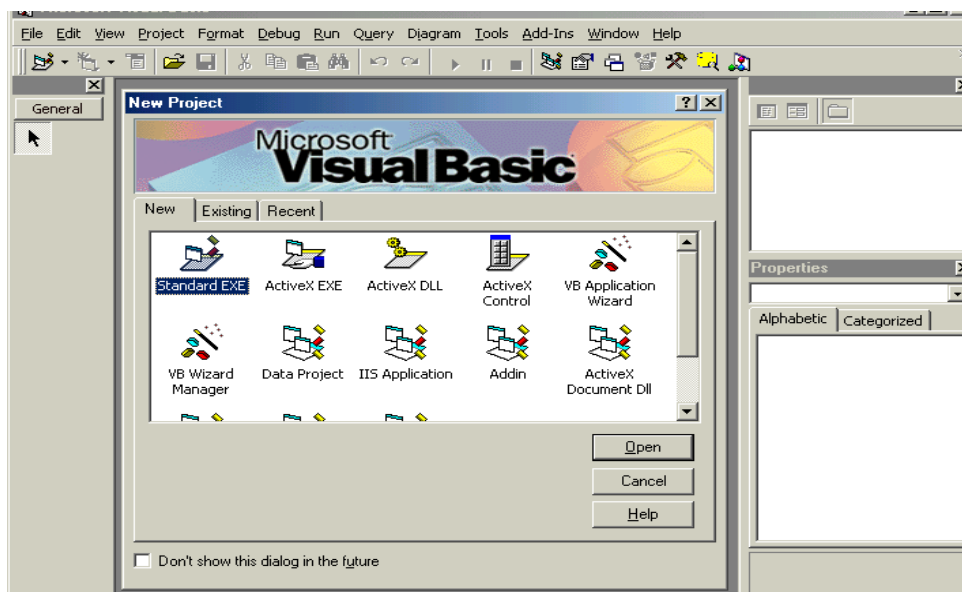 File Edit View Project Format Debug Run Query Diagram Tools Add-Ins Window Help
General
New Project
Microsoft
Visual Basic
New Existing Recent
Standard EXE ActiveX EXE ActiveX DLL ActiveX Control VB Application Wizard
VB Wizard Manager Data Project IIS Application Addin ActiveX Document Dll
Open
Cancel
Help
Don't show this dialog in the future
Properties
Alphabetic Categorized